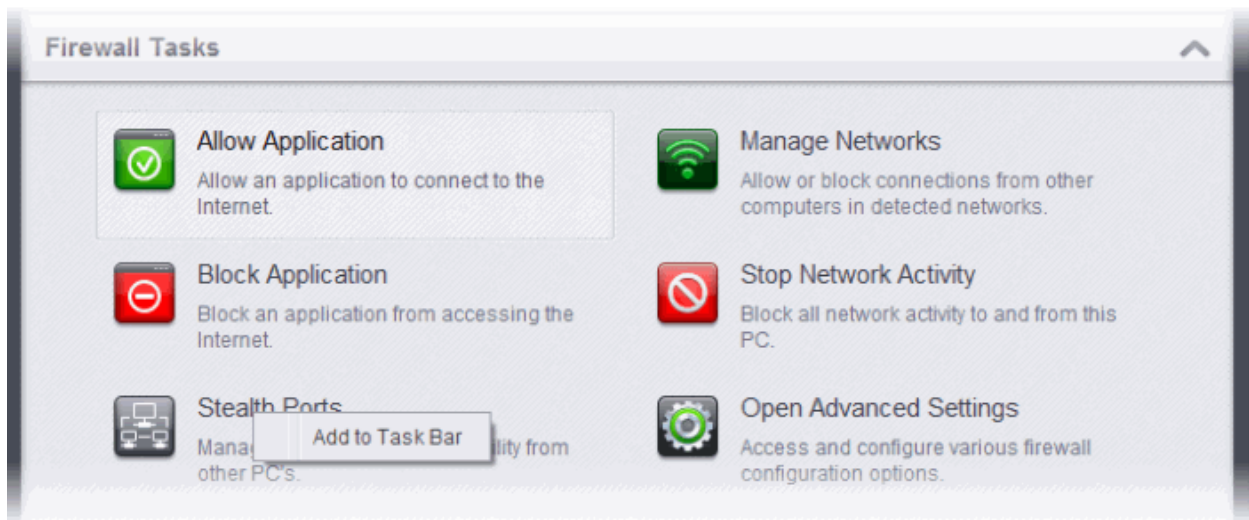 Firewall Tasks
Allow Application
Allow an application to connect to the
Internet.
Manage Networks
Allow or block connections from other
computers in detected networks.
Block Application
Block an application from accessing the
Internet.
Stop Network Activity
Block all network activity to and from this
PC.
Stealth Ports
Add to Task Bar
other PC's.
Open Advanced Settings
Access and configure various firewall
configuration options.